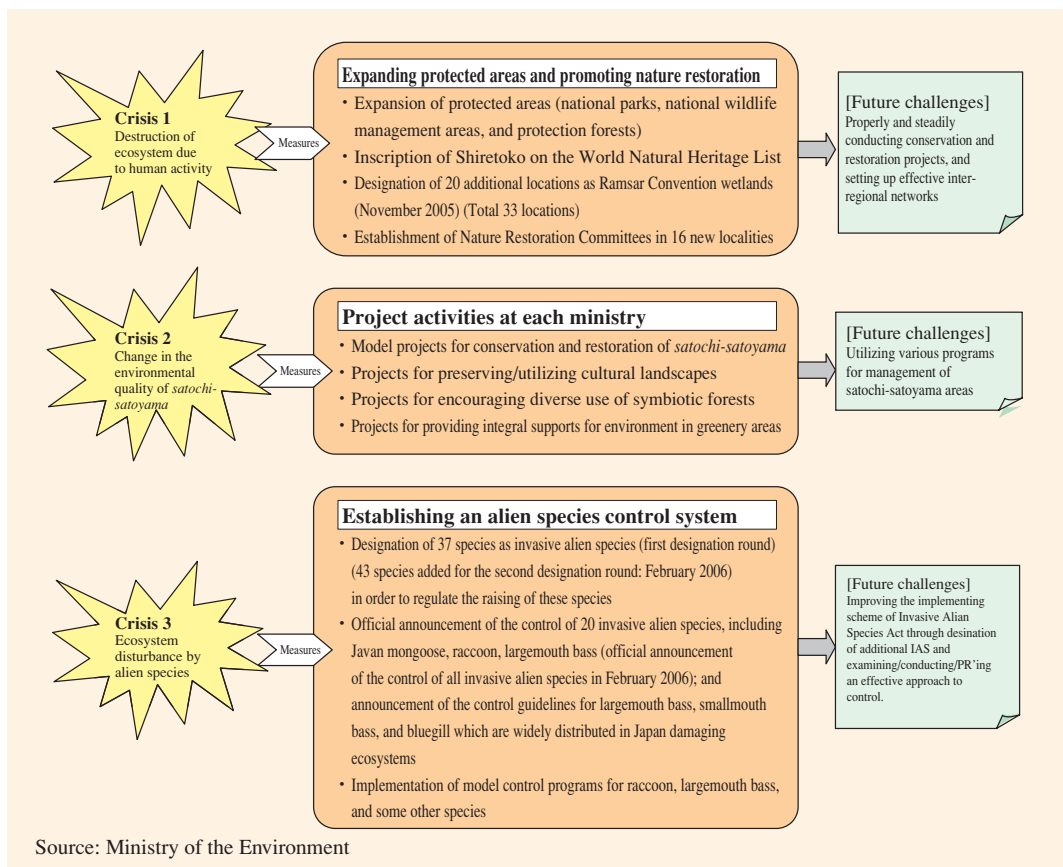 Crisis 1
Destruction of
ecosystem due
to human activity
Measures
Expanding protected areas and promoting nature restoration
• Expansion of protected areas (national parks, national wildlife
management areas, and protection forests)
• Inscription of Shiretoko on the World Natural Heritage List
• Designation of 20 additional locations as Ramsar Convention wetlands
(November 2005) (Total 33 locations)
• Establishment of Nature Restoration Committees in 16 new localities
[Future challenges]
Properly and steadily
conducting conservation and
restoration projects, and
setting up effective inter-
regional networks
Crisis 2
Change in the
environmental
quality of satochi-
satoyama
Measures
Project activities at each ministry
• Model projects for conservation and restoration of satochi-satoyama
• Projects for preserving/utilizing cultural landscapes
• Projects for encouraging diverse use of symbiotic forests
• Projects for providing integral supports for environment in greenery areas
[Future challenges]
Utilizing various programs
for management of
satochi-satoyama areas
Crisis 3
Ecosystem
disturbance by
alien species
Measures
Establishing an alien species control system
• Designation of 37 species as invasive alien species (first designation round)
(43 species added for the second designation round: February 2006)
in order to regulate the raising of these species
• Official announcement of the control of 20 invasive alien species, including
Javan mongoose, raccoon, largemouth bass (official announcement
of the control of all invasive alien species in February 2006); and
announcement of the control guidelines for largemouth bass, smallmouth
bass, and bluegill which are widely distributed in Japan damaging
ecosystems
• Implementation of model control programs for raccoon, largemouth bass,
and some other species
[Future challenges]
Improving the implementing
scheme of Invasive Alian
Species Act through desination
of additional IAS and
examining/conducting/PR'ing
an effective approach to
control.
Source: Ministry of the Environment